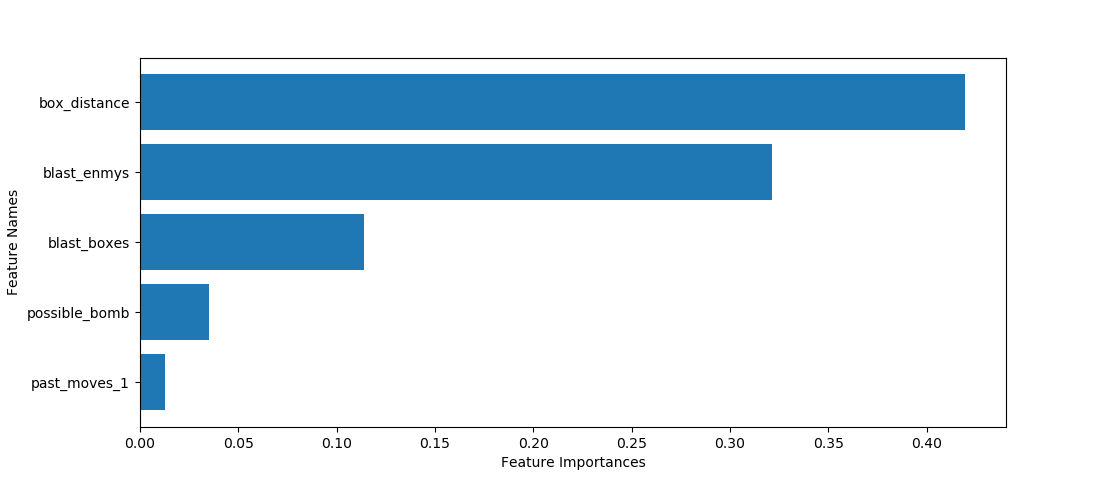 Feature Names
box_distance
blast_enmys
blast_boxes
possible_bomb
past_moves_1
0.00 0.05 0.10 0.15 0.20 0.25 0.30 0.35 0.40
Feature Importances